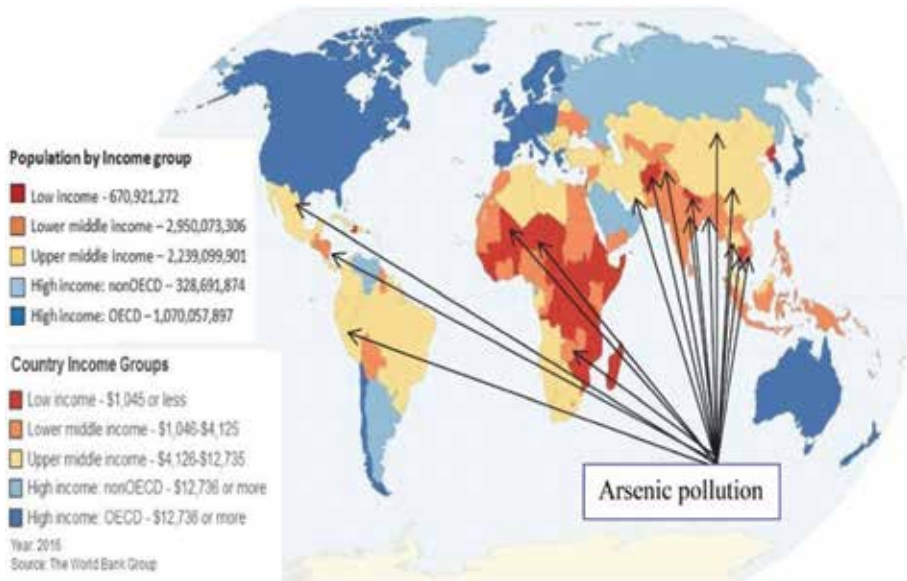 Population by Income group
Low income - 670,921,272
Lower middle income – 2,950,073,306
Upper middle income – 2,239,099,901
High income: nonOECD – 328,691,874
High income: OECD – 1,070,057,897
Country Income Groups
Low income - $1,045 or less
Lower middle income - $1,046-$4,125
Upper middle income - $4,126-$12,735
High income: nonOECD - $12,736 or more
High income: OECD - $12,736 or more
Year: 2016
Source: The World Bank Group
Arsenic pollution